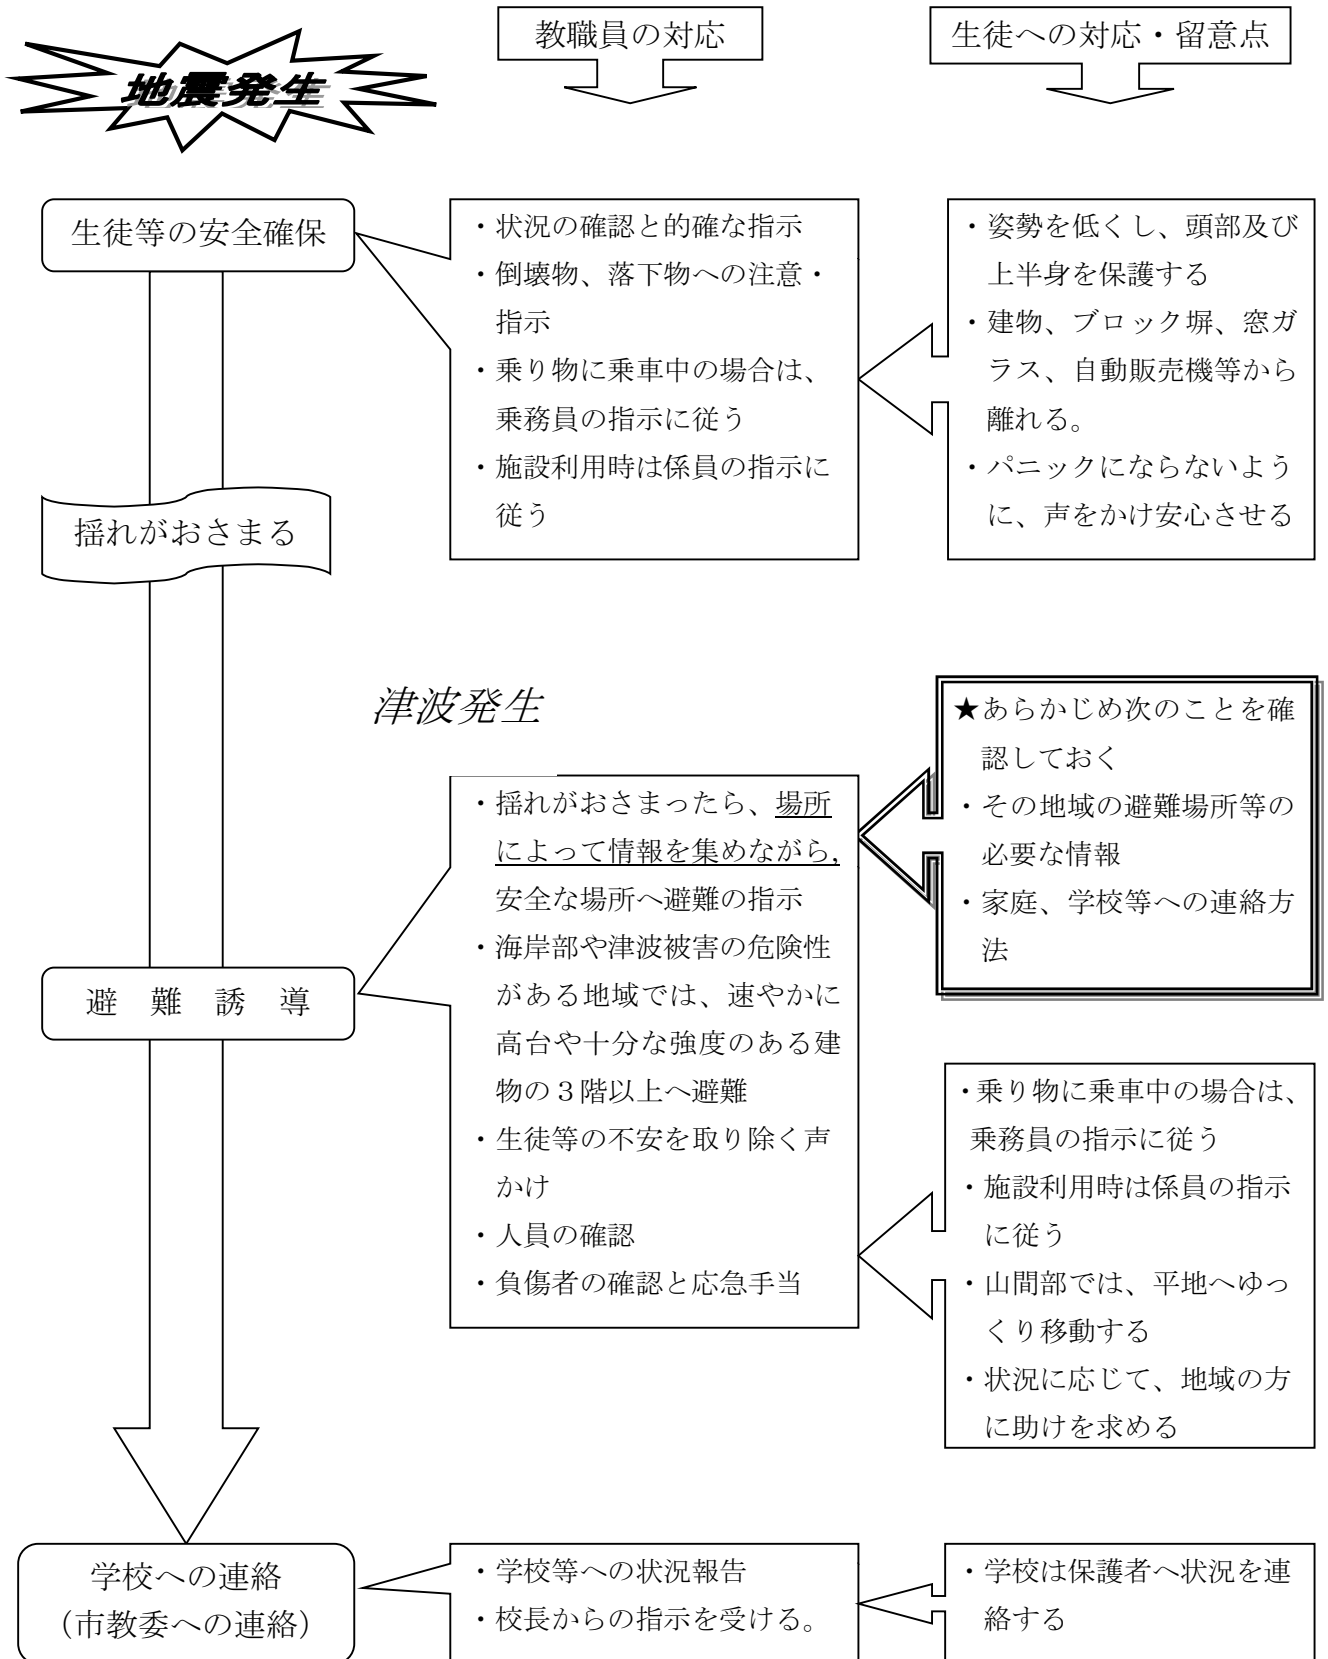 地震発生
教職員の対応
生徒への対応・留意点
生徒等の安全確保
・状況の確認と的確な指示
・倒壊物、落下物への注意・
指示
・乗り物に乗車中の場合は、
乗務員の指示に従う
・施設利用時は係員の指示に
従う
・姿勢を低くし、頭部及び
上半身を保護する
・建物、ブロック塀、窓ガ
ラス、自動販売機等から
離れる。
・パニックにならないよう
に、声をかけ安心させる
揺れがおさまる
津波発生
★あらかじめ次のことを確
認しておく
・その地域の避難場所等の
必要な情報
・家庭、学校等への連絡方
法
避 難 誘 導
・揺れがおさまったら、場所
によって情報を集めながら,
安全な場所へ避難の指示
・海岸部や津波被害の危険性
がある地域では、速やかに
高台や十分な強度のある建
物の３階以上へ避難
・生徒等の不安を取り除く声
かけ
・人員の確認
・負傷者の確認と応急手当
・乗り物に乗車中の場合は、
乗務員の指示に従う
・施設利用時は係員の指示
に従う
・山間部では、平地へゆっ
くり移動する
・状況に応じて、地域の方
に助けを求める
学校への連絡
（市教委への連絡）
・学校等への状況報告
・校長からの指示を受ける。
・学校は保護者へ状況を連
絡する